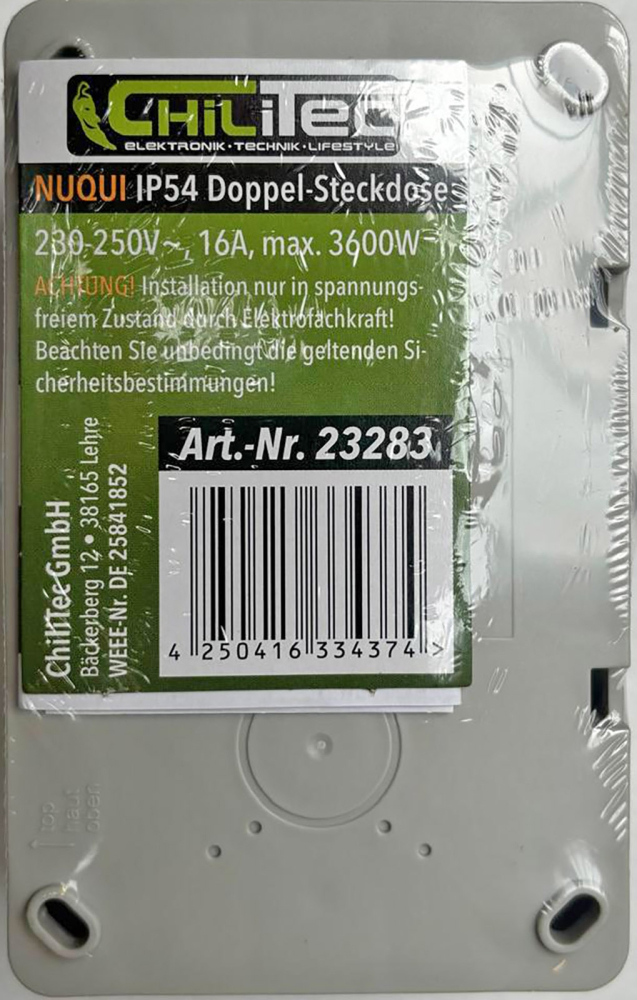 CHiLiTEC
ELEKTRONIK·TECHNIK·LIFESTYLE
NUQUI IP54 Doppel-Steckdose
230-250V~, 16A, max. 3600W
ACHTUNG! Installation nur in spannungs-
freiem Zustand durch Elektrofachkraft!
Beachten Sie unbedingt die geltenden Si-
cherheitsbestimmungen!
Art.-Nr. 23283
ChiliTec GmbH
Bäckerberg 12 • 38165 Lehre
WEEE-Nr. DE 25841852
4 250416 334374 >
top
haut
oben